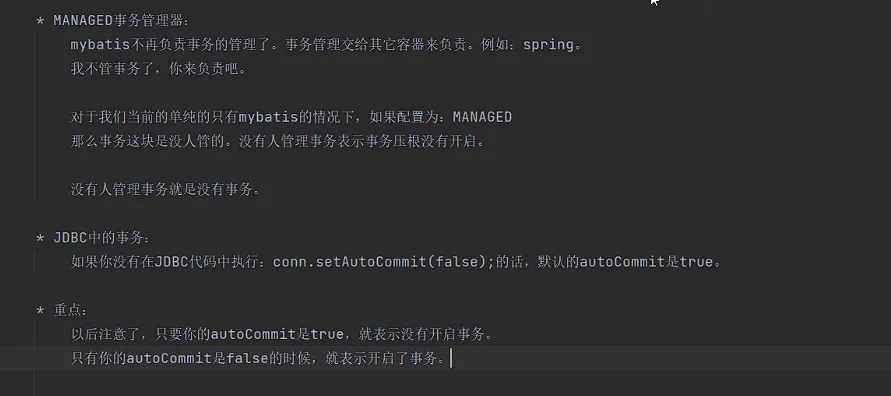 * MANAGED事务管理器:
mybatis不再负责事务的管理了。事务管理交给其它容器来负责。例如:spring。
我不管事务了，你来负责吧。
对于我们当前的单纯的只有mybatis的情况下，如果配置为:MANAGED
那么事务这块是没人管的。没有人管理事务表示事务压根没有开启。
没有人管理事务就是没有事务。
* JDBC中的事务:
如果你没有在JDBC代码中执行:conn.setAutoCommit(false);的话，默认的autoCommit是true。
* 重点:
以后注意了，只要你的autoCommit是true，就表示没有开启事务。
只有你的autoCommit是false的时候，就表示开启了事务。